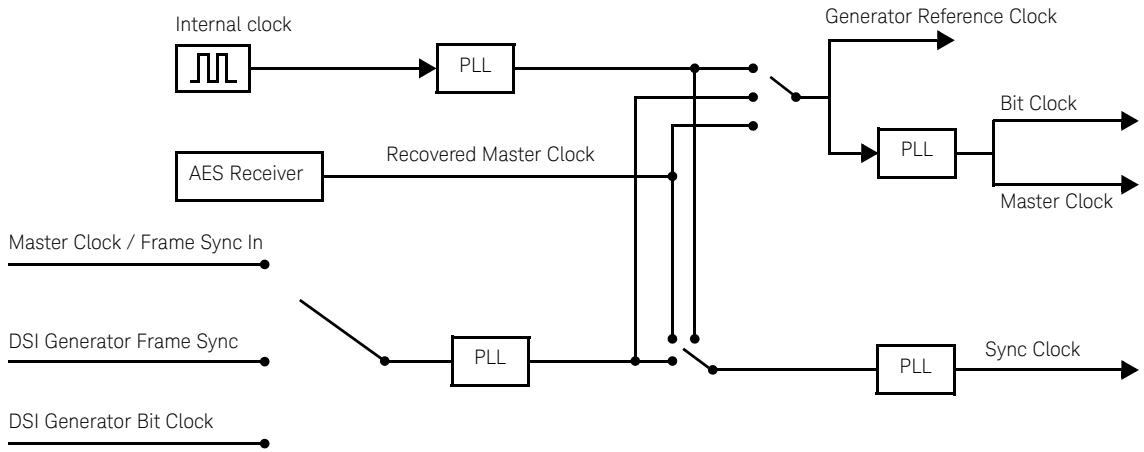 Internal clock
Generator Reference Clock
PLL
Bit Clock
PLL
Recovered Master Clock
AES Receiver
Master Clock
Master Clock / Frame Sync In
DSI Generator Frame Sync
PLL
Sync Clock
PLL
DSI Generator Bit Clock